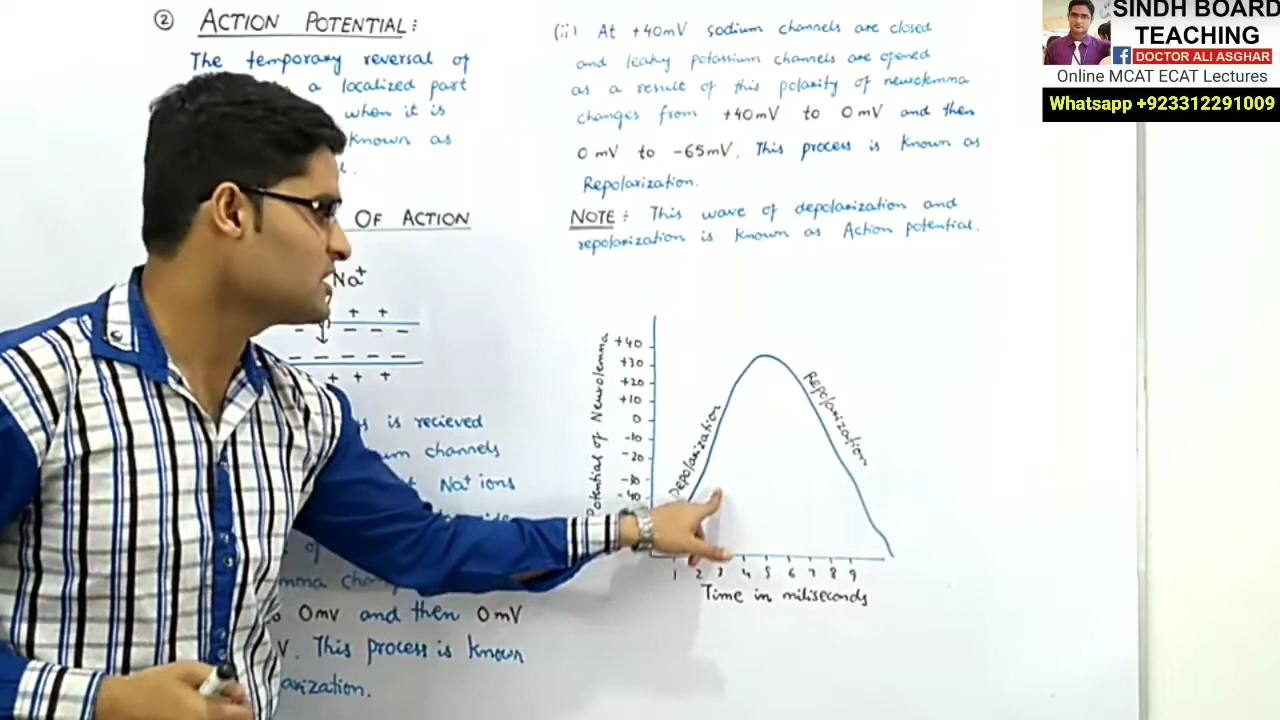 ② ACTION POTENTIAL:
The temporary reversal of
a localized part
when it is
known as
OF ACTION
Na⁺
+ +
− − − −
− − − −
+ + + +
is recieved
channels
Na⁺ ions
of
0mv and then 0mV
V. This process is known
(ii) At +40mV sodium channels are closed
and leaky potassium channels are opened
as a result of this polarity of neurolemma
changes from +40mV to 0mV and then
0mV to -65mV. This process is known as
Repolarization.
NOTE: This wave of depolarization and
repolarization is known as Action potential.
Potential of Neurolemma
+40
+30
+20
+10
0
-10
-20
-30
-40
Depolarization
Repolarization
1 2 3 4 5 6 7 8 9
Time in miliseconds
SINDH BOARD
TEACHING
f DOCTOR ALI ASGHAR
Online MCAT ECAT Lectures
Whatsapp +923312291009